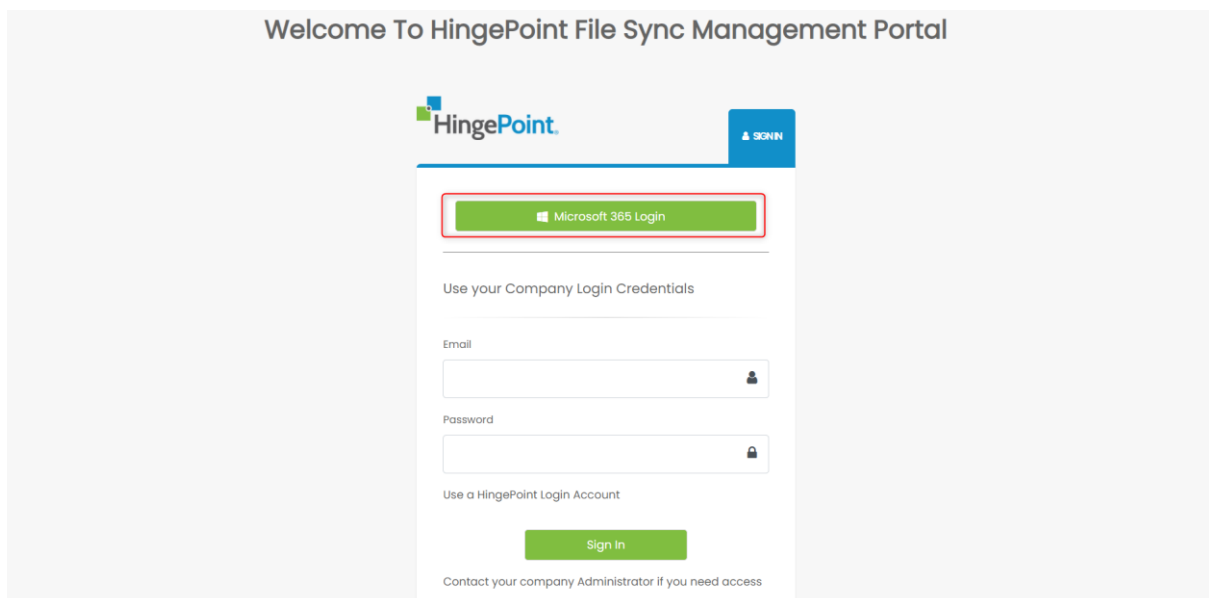 Welcome To HingePoint File Sync Management Portal
HingePoint.
SIGN IN
Microsoft 365 Login
Use your Company Login Credentials
Email
Password
Use a HingePoint Login Account
Sign In
Contact your company Administrator if you need access